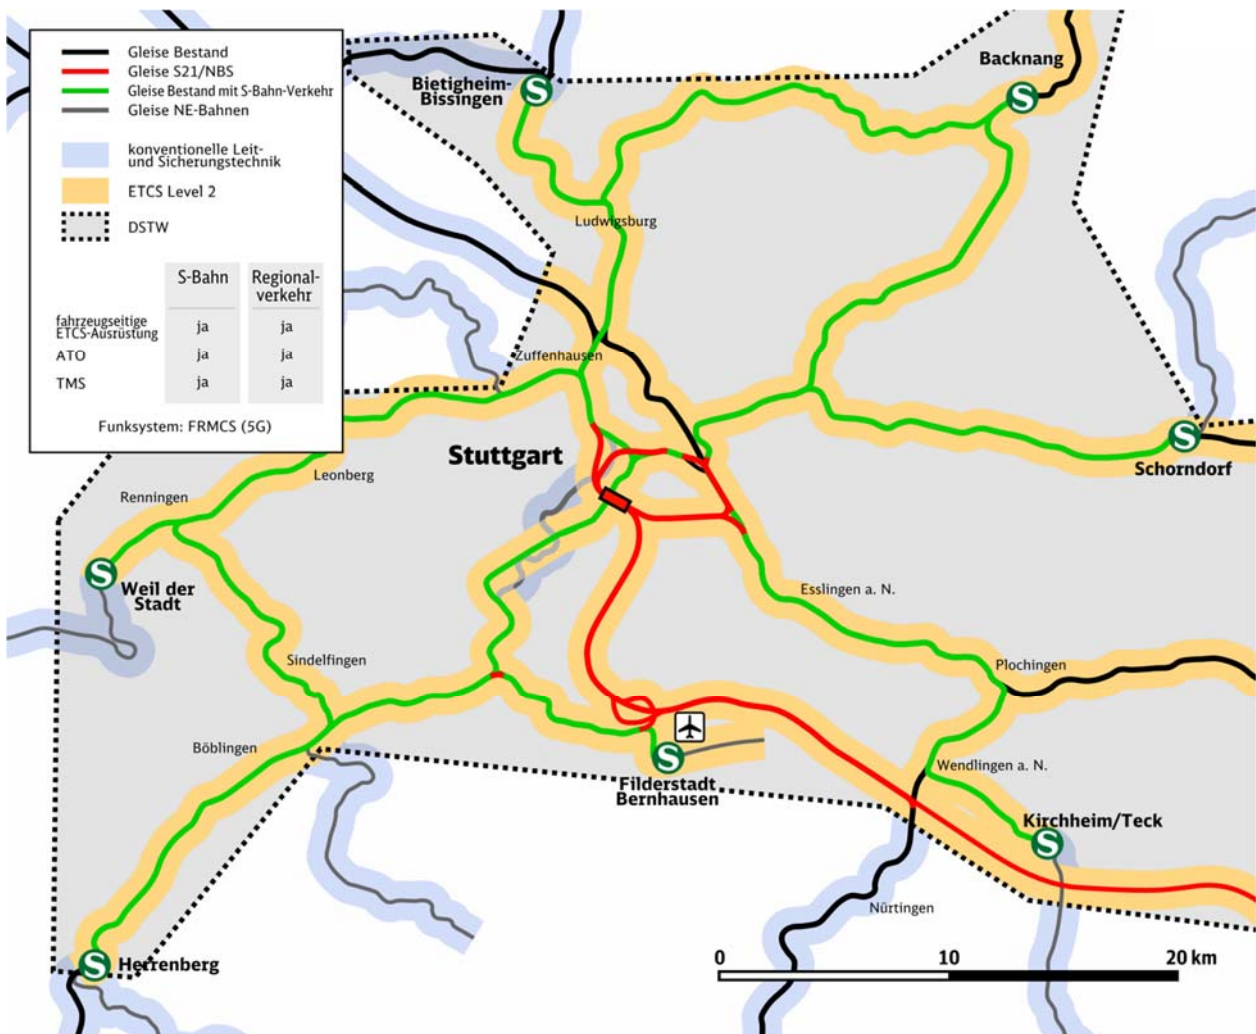 Gleise Bestand
Gleise S21/NBS
Gleise Bestand mit S-Bahn-Verkehr
Gleise NE-Bahnen
konventionelle Leit-
und Sicherungstechnik
ETCS Level 2
DSTW
S-Bahn
Regional-
verkehr
fahrzeugseitige
ETCS-Ausrüstung
ja
ja
ATO
ja
ja
TMS
ja
ja
Funksystem: FRMCS (5G)
Backnang
S
Bietigheim-
Bissingen
S
Ludwigsburg
Zuffenhausen
Stuttgart
S
Schorndorf
Leonberg
Renningen
S
Weil der
Stadt
Esslingen a. N.
Sindelfingen
Plochingen
Böblingen
S
Filderstadt
Bernhausen
Wendlingen a. N.
Kirchheim/Teck
S
Nürtingen
S
Herrenberg
0
10
20 km